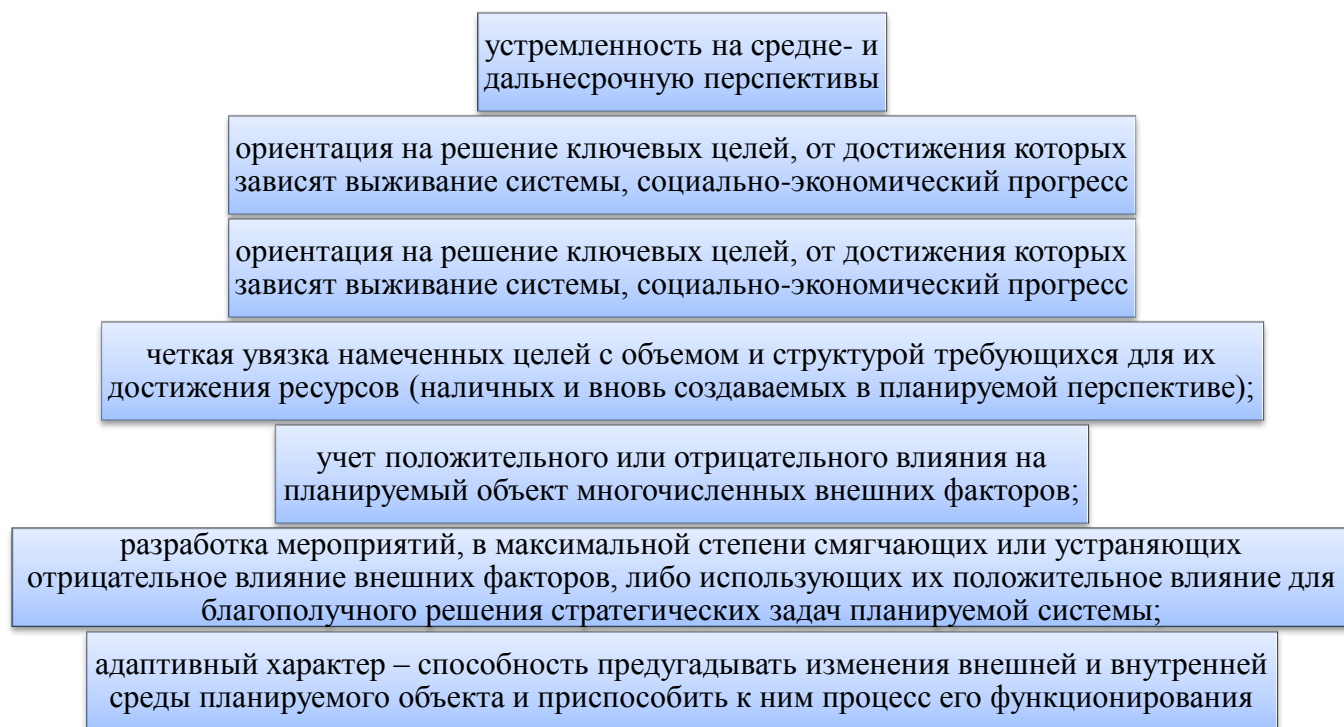 устремленность на средне- и
дальнесрочную перспективы
ориентация на решение ключевых целей, от достижения которых
зависят выживание системы, социально-экономический прогресс
ориентация на решение ключевых целей, от достижения которых
зависят выживание системы, социально-экономический прогресс
четкая увязка намеченных целей с объемом и структурой требующихся для их
достижения ресурсов (наличных и вновь создаваемых в планируемой перспективе);
учет положительного или отрицательного влияния на
планируемый объект многочисленных внешних факторов;
разработка мероприятий, в максимальной степени смягчающих или устраняющих
отрицательное влияние внешних факторов, либо использующих их положительное влияние для
благополучного решения стратегических задач планируемой системы;
адаптивный характер – способность предугадывать изменения внешней и внутренней
среды планируемого объекта и приспособить к ним процесс его функционирования